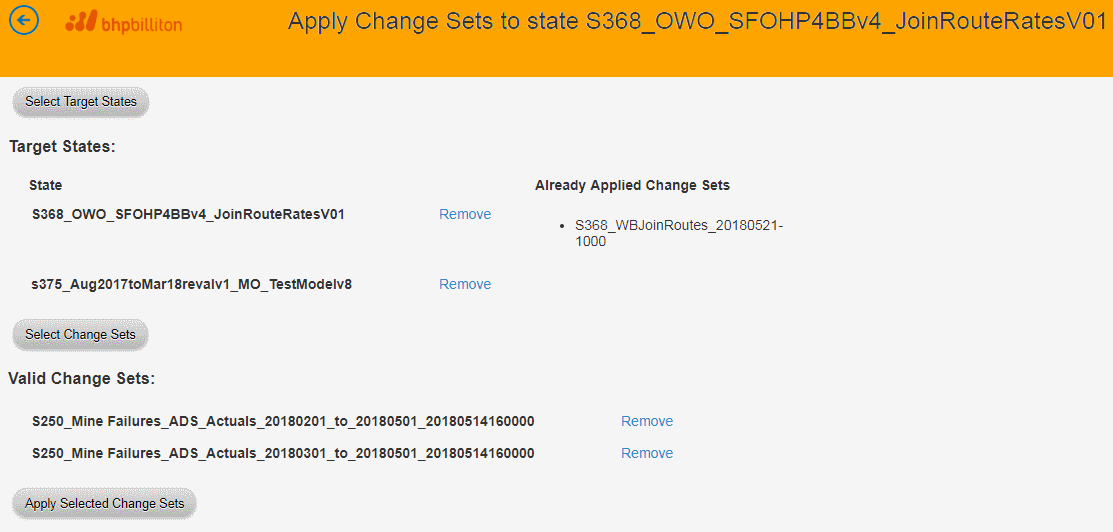 bhpbilliton
Apply Change Sets to state S368_OWO_SFOHP4BBv4_JoinRouteRatesV01
Select Target States
Target States:
State
Already Applied Change Sets
S368_OWO_SFOHP4BBv4_JoinRouteRatesV01
Remove
• S368_WBJoinRoutes_20180521-
1000
s375_Aug2017toMar18revalv1_MO_TestModelv8
Remove
Select Change Sets
Valid Change Sets:
S250_Mine Failures_ADS_Actuals_20180201_to_20180501_20180514160000
Remove
S250_Mine Failures_ADS_Actuals_20180301_to_20180501_20180514160000
Remove
Apply Selected Change Sets